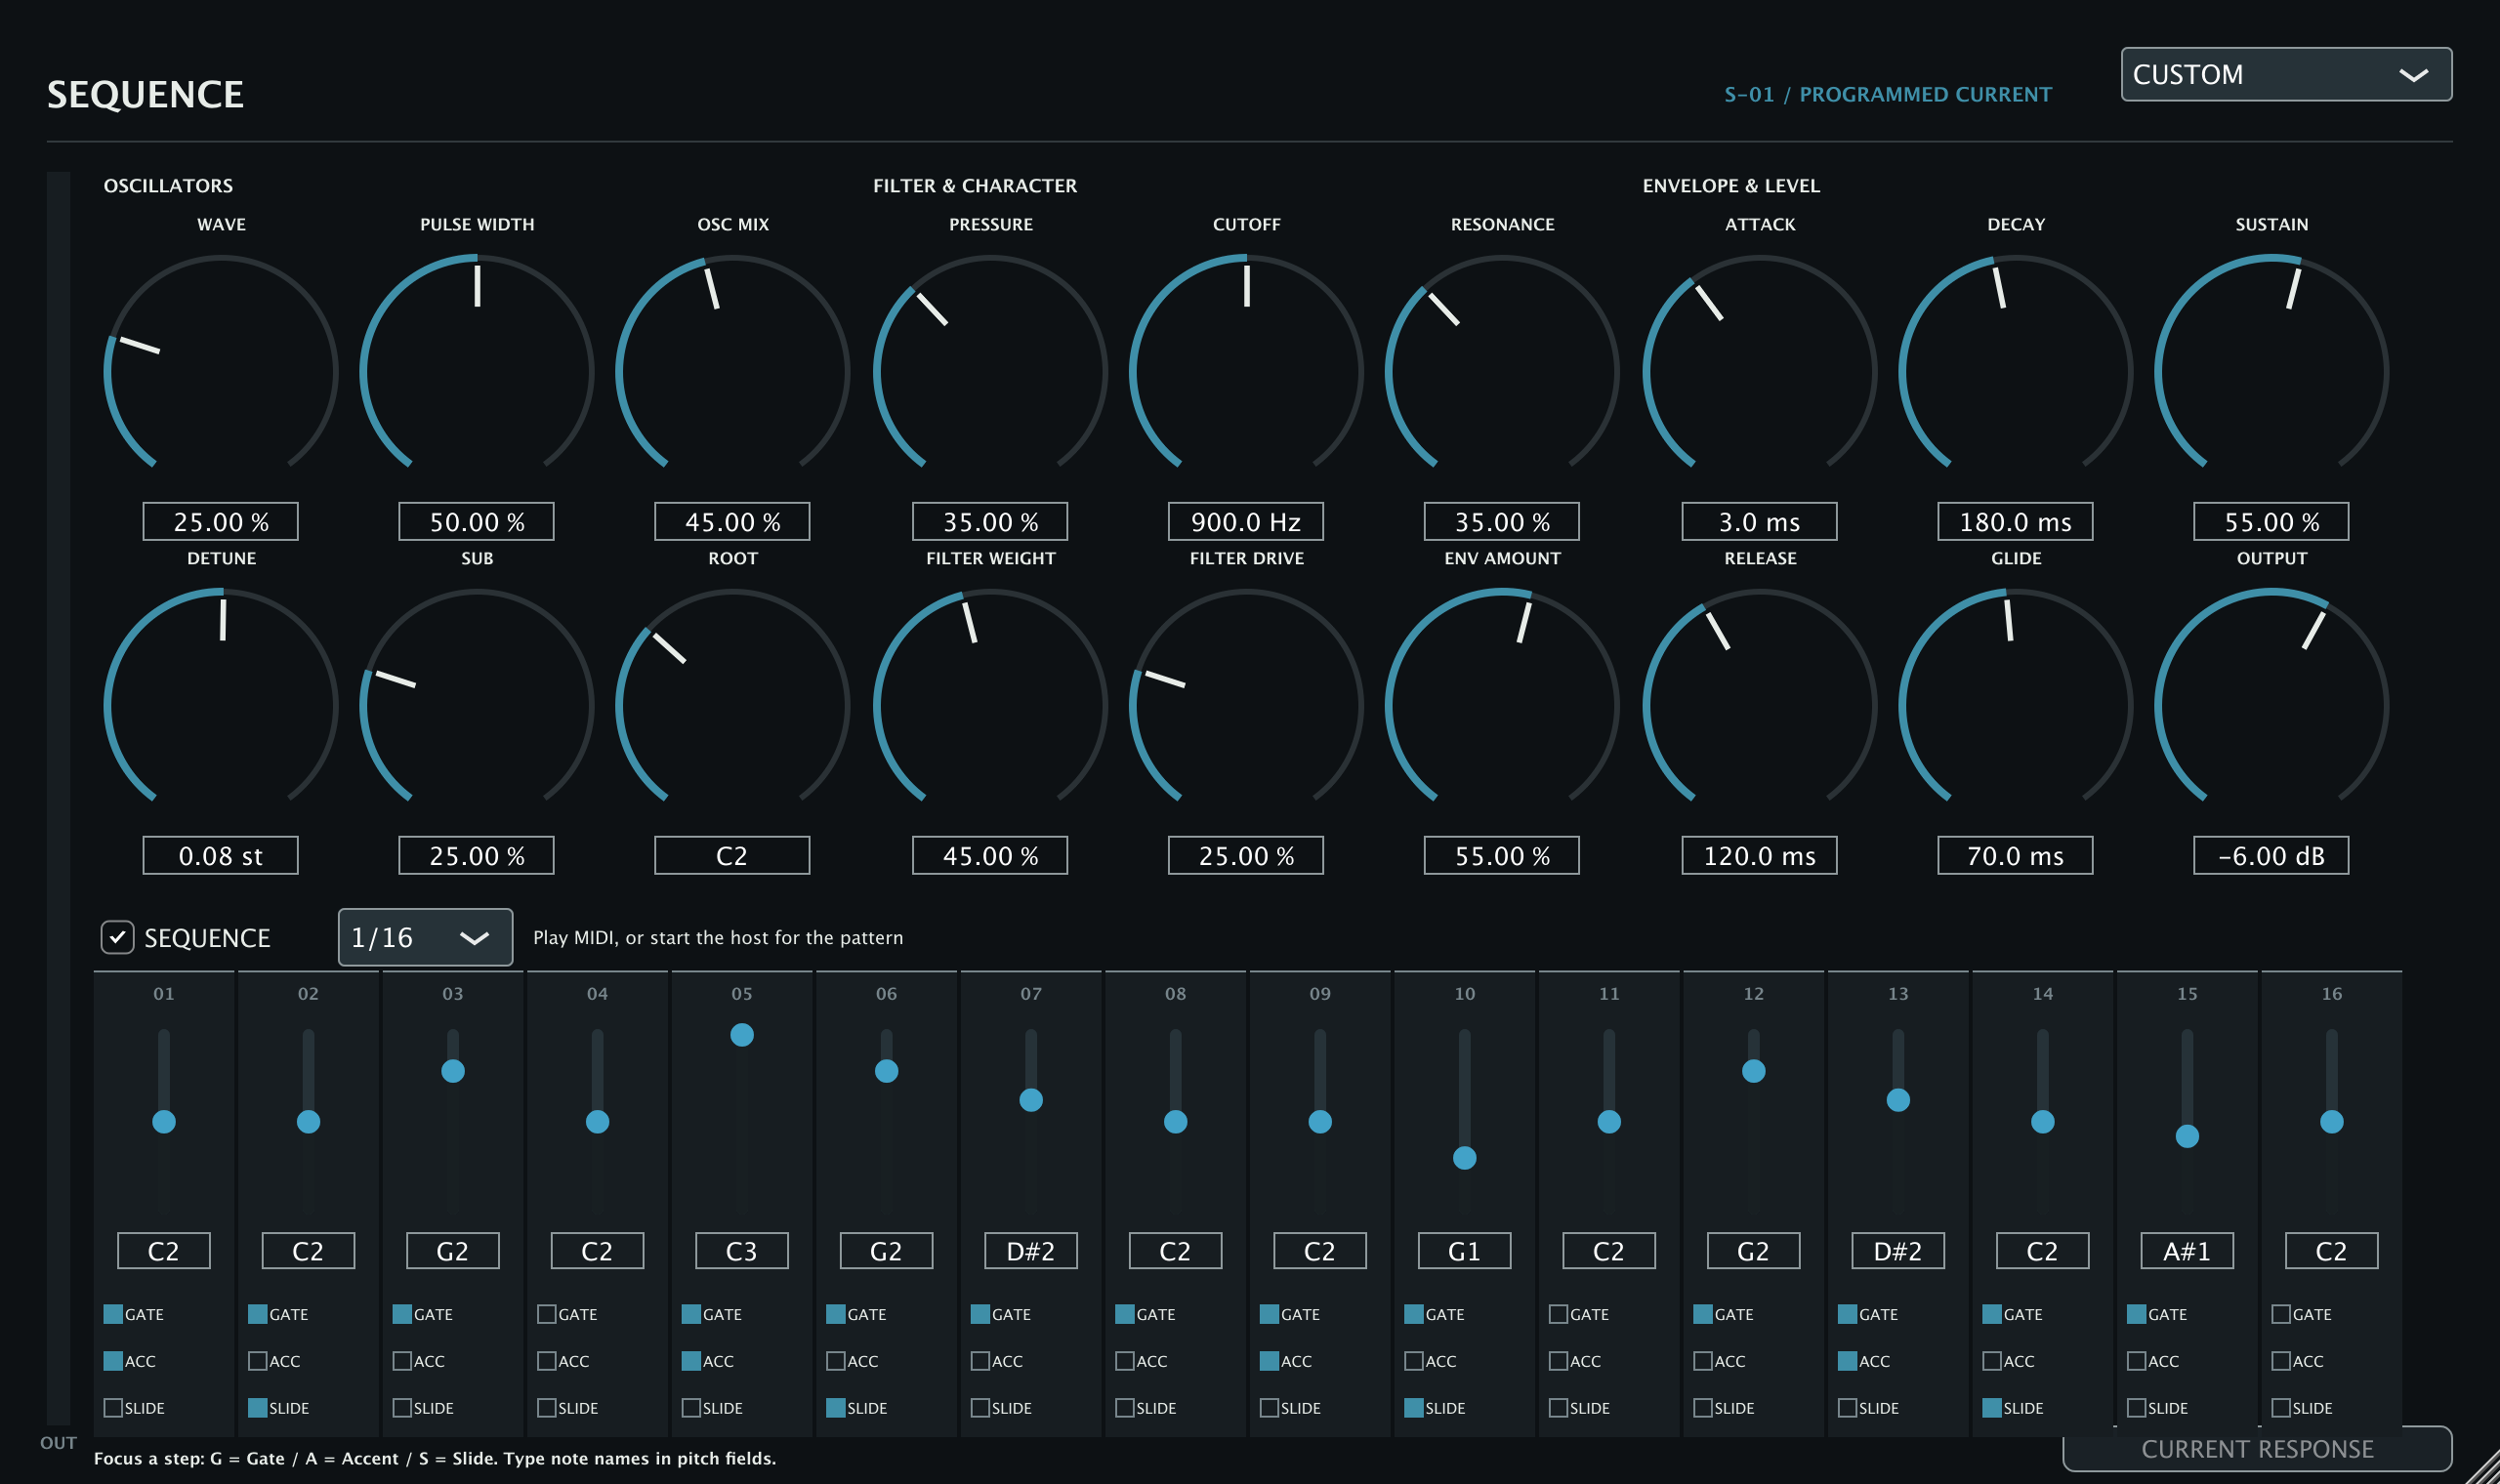 SEQUENCE
S-01 / PROGRAMMED CURRENT
CUSTOM
OSCILLATORS FILTER & CHARACTER ENVELOPE & LEVEL
WAVE PULSE WIDTH OSC MIX PRESSURE CUTOFF RESONANCE ATTACK DECAY SUSTAIN
25.00 % 50.00 % 45.00 % 35.00 % 900.0 Hz 35.00 % 3.0 ms 180.0 ms 55.00 %
DETUNE SUB ROOT FILTER WEIGHT FILTER DRIVE ENV AMOUNT RELEASE GLIDE OUTPUT
0.08 st 25.00 % C2 45.00 % 25.00 % 55.00 % 120.0 ms 70.0 ms -6.00 dB
SEQUENCE 1/16 Play MIDI, or start the host for the pattern
01 02 03 04 05 06 07 08 09 10 11 12 13 14 15 16
C2 C2 G2 C2 C3 G2 D#2 C2 C2 G1 C2 G2 D#2 C2 A#1 C2
GATE GATE GATE GATE GATE GATE GATE GATE GATE GATE GATE GATE GATE GATE GATE GATE
ACC ACC ACC ACC ACC ACC ACC ACC ACC ACC ACC ACC ACC ACC ACC ACC
SLIDE SLIDE SLIDE SLIDE SLIDE SLIDE SLIDE SLIDE SLIDE SLIDE SLIDE SLIDE SLIDE SLIDE SLIDE SLIDE
OUT
Focus a step: G = Gate / A = Accent / S = Slide. Type note names in pitch fields.
CURRENT RESPONSE